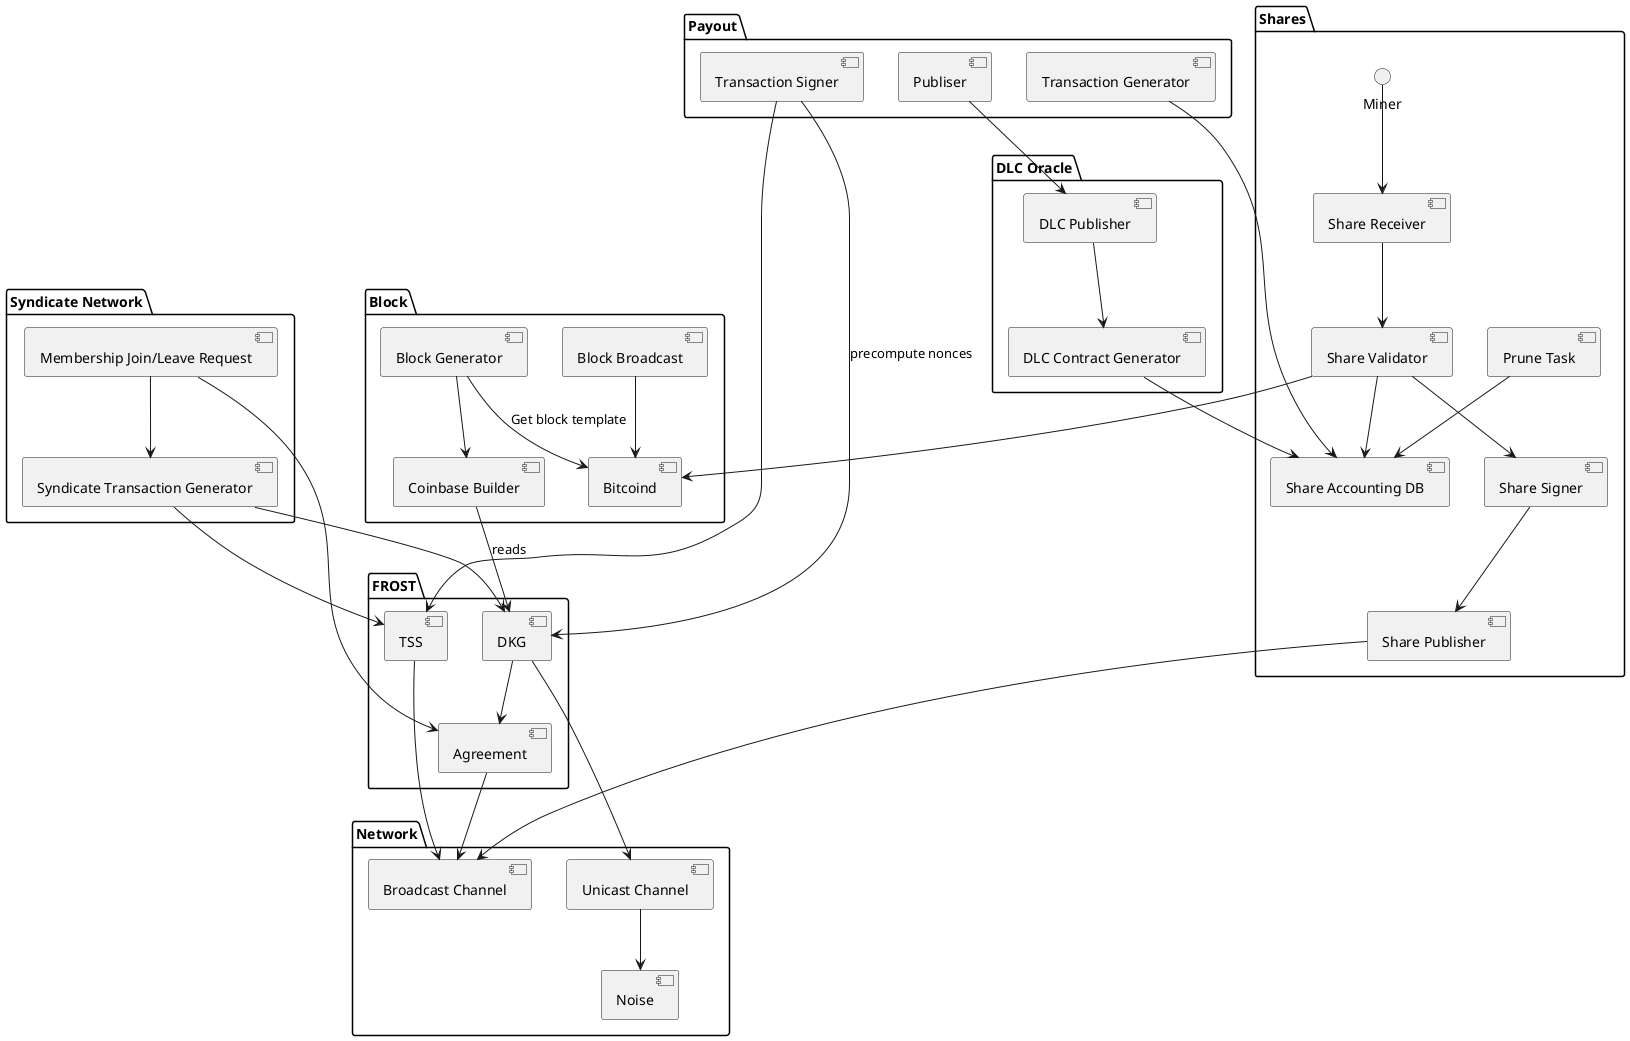 Payout
Transaction Signer
Publiser
Transaction Generator
Shares
Miner
Share Receiver
Share Validator
Prune Task
Share Accounting DB
Share Signer
Share Publisher
DLC Oracle
DLC Publisher
DLC Contract Generator
precompute nonces
Syndicate Network
Membership Join/Leave Request
Syndicate Transaction Generator
Block
Block Generator
Block Broadcast
Get block template
Coinbase Builder
Bitcoind
reads
FROST
TSS
DKG
Agreement
Network
Broadcast Channel
Unicast Channel
Noise